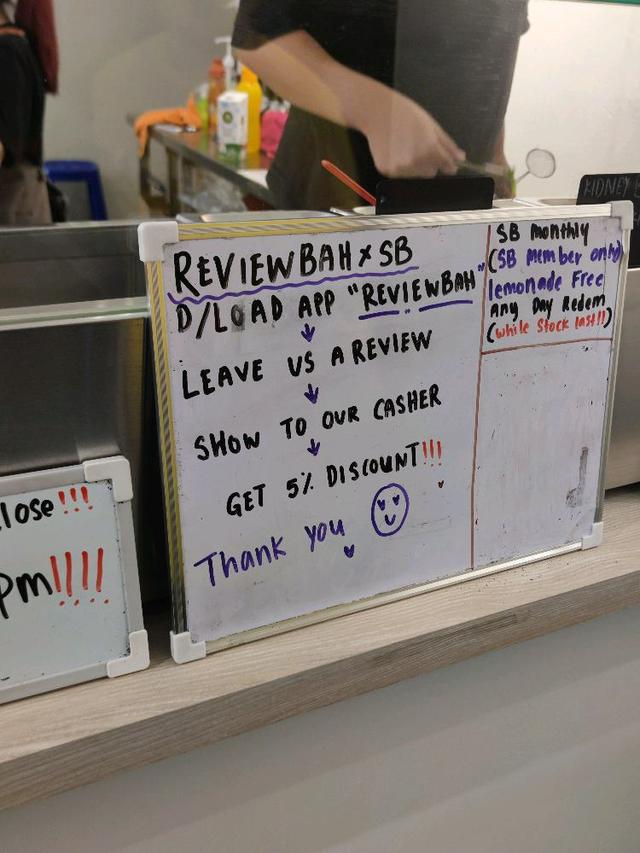 REVIEWBAH x SB
D/LOAD APP "REVIEWBAH"
LEAVE US A REVIEW
SHOW TO OUR CASHER
GET 5% DISCOUNT!!!
Thank you
SB monthly
(SB Member only)
lemonade Free
Any Day Redem
(while Stock last!!)
lose!!!
pm!!!!
KIDNEY